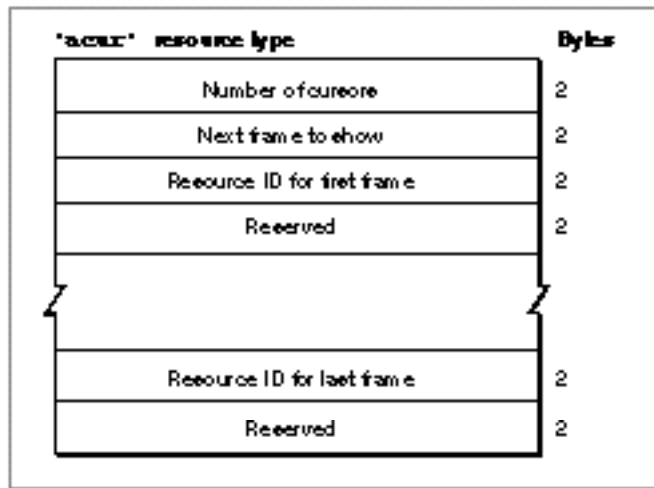 'acur' resource type Bytes
Number of cursors 2
Next frame to show 2
Resource ID for first frame 2
Reserved 2
Resource ID for last frame 2
Reserved 2